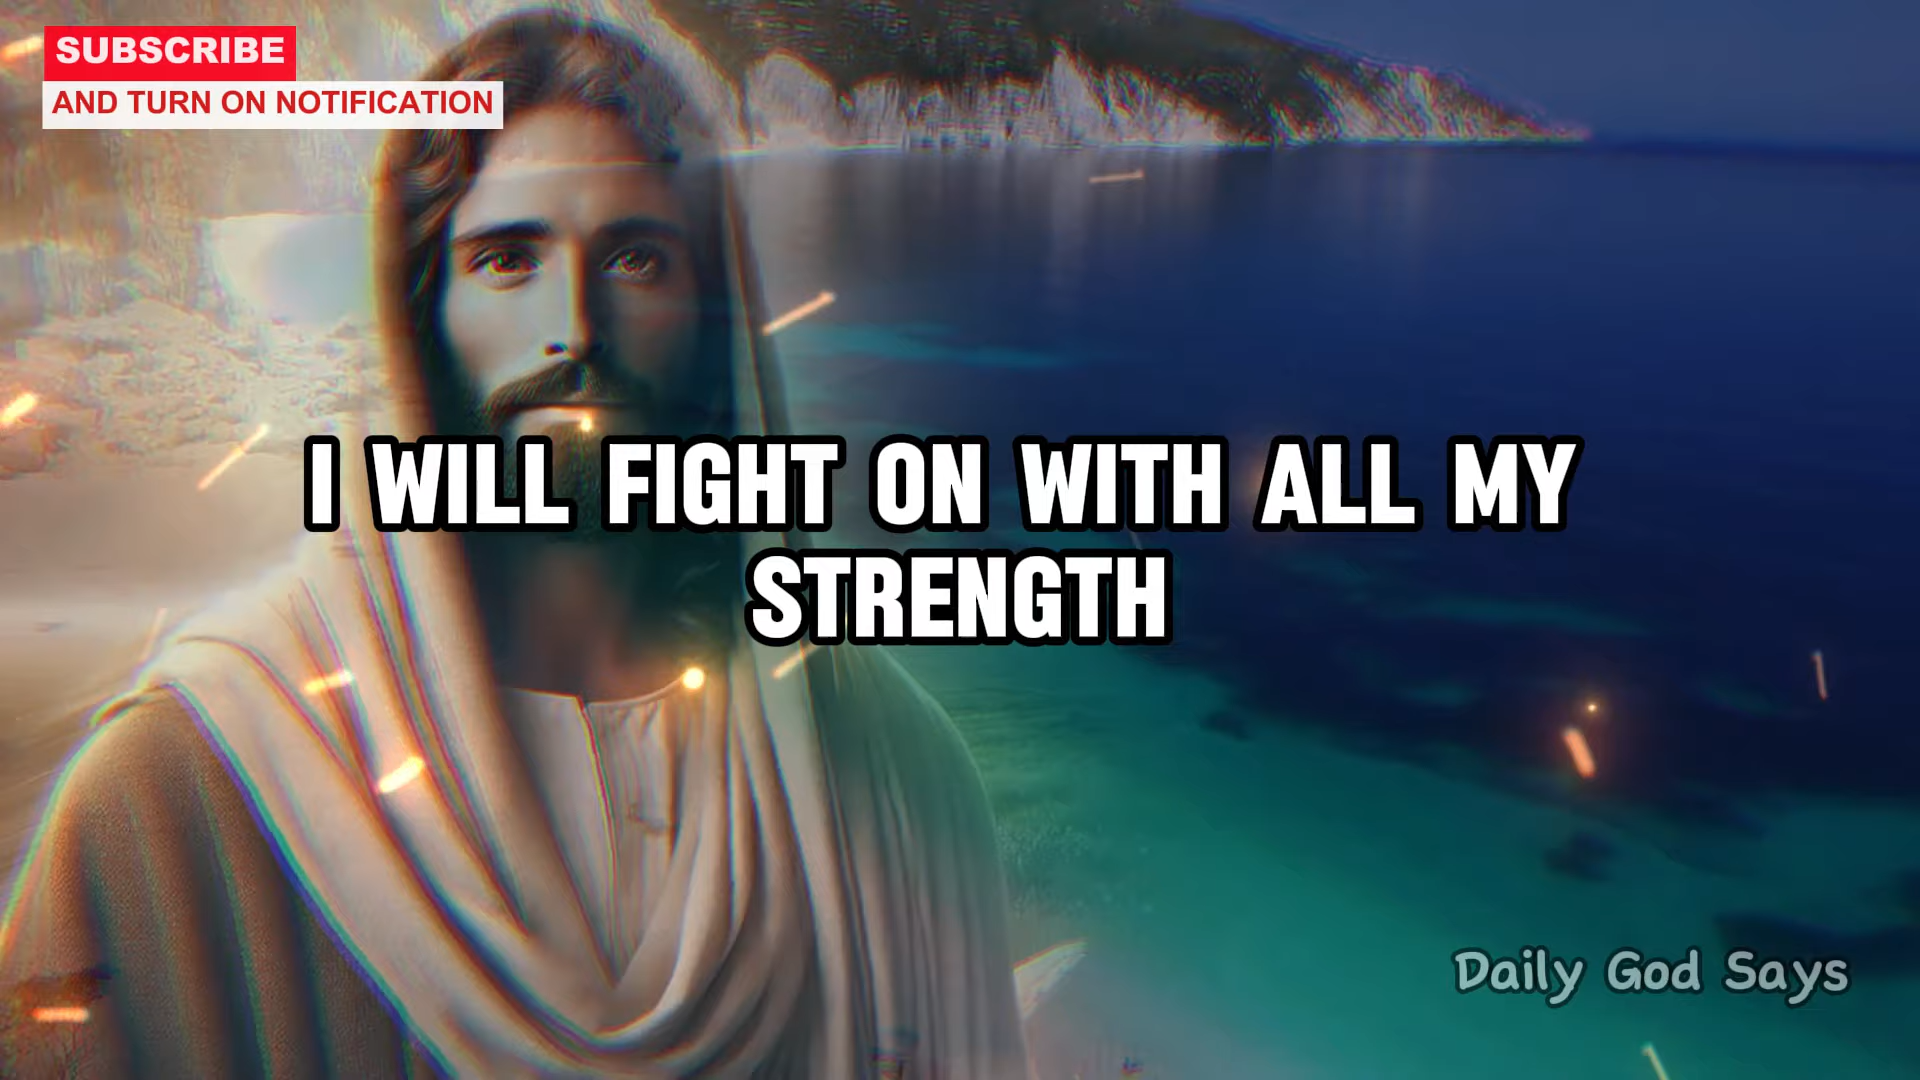 SUBSCRIBE
AND TURN ON NOTIFICATION
I WILL FIGHT ON WITH ALL MY
STRENGTH
Daily God Says